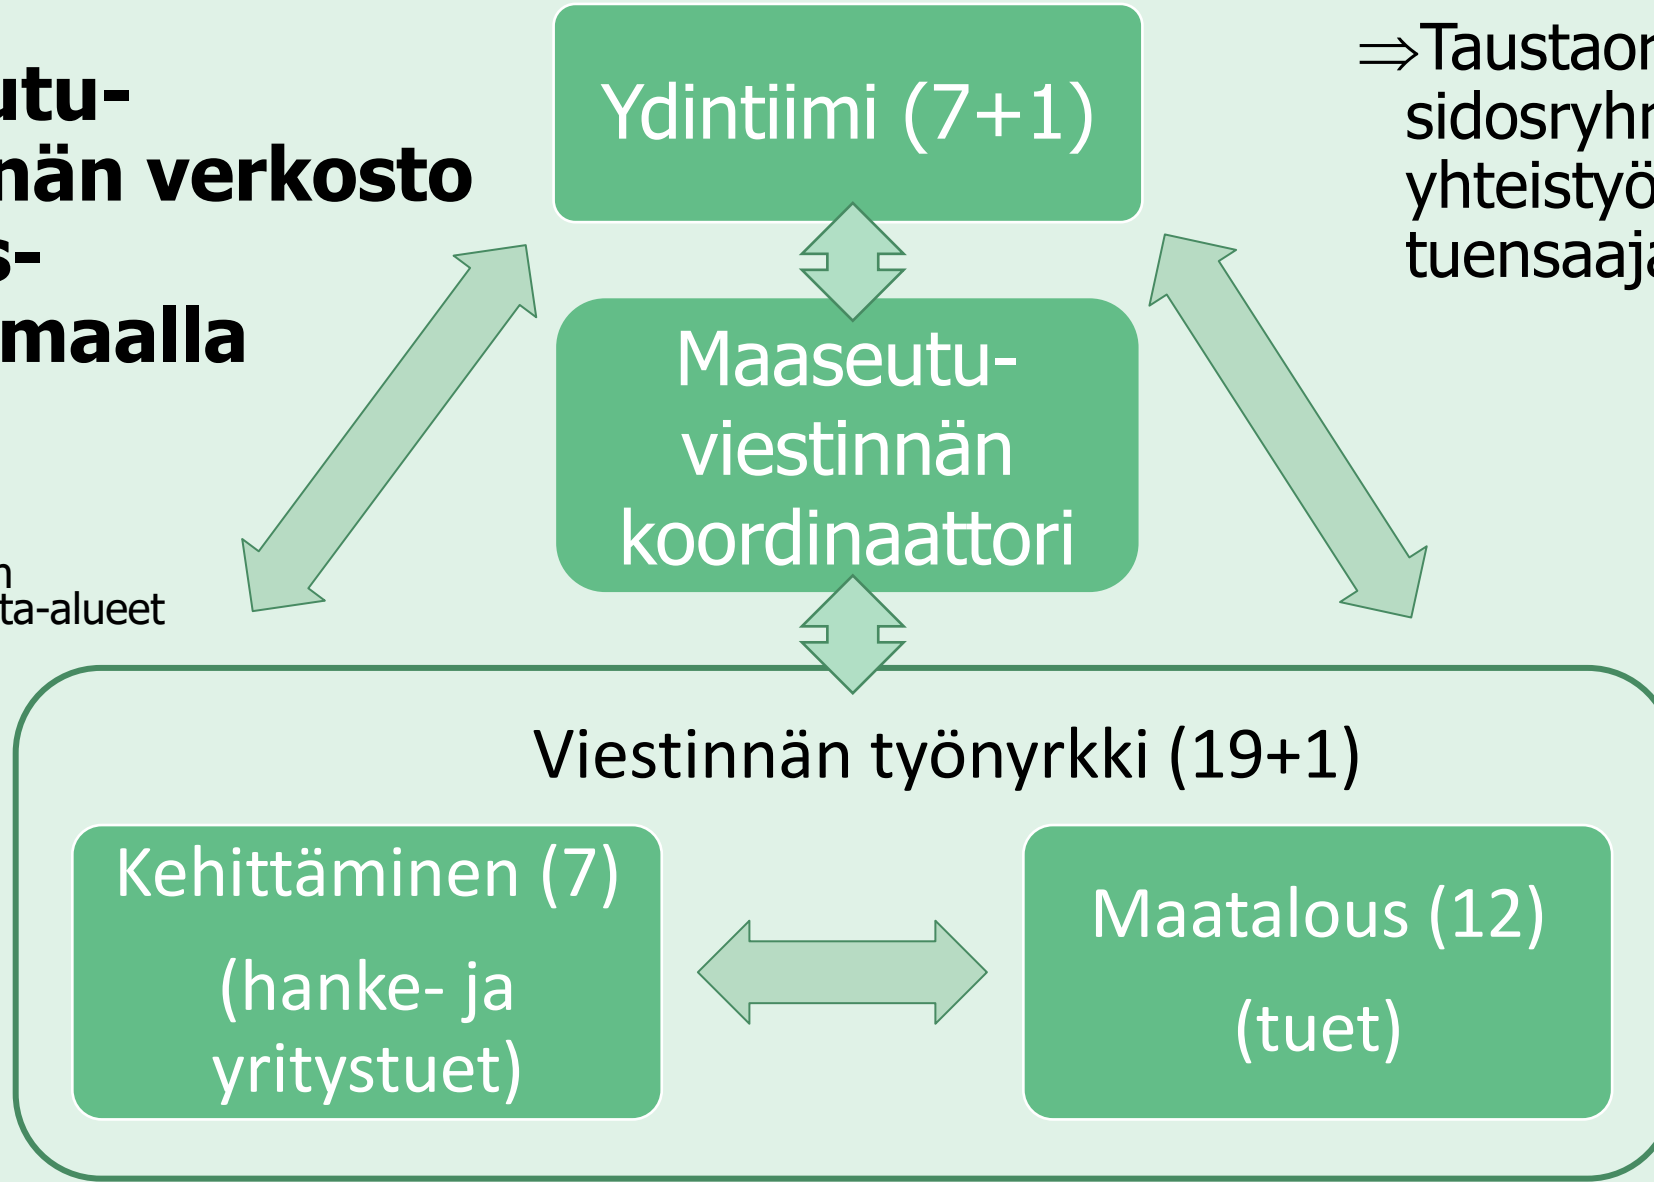 utu-
nän verkosto
s-
maalla
n
ta-alueet
Ydintiimi (7+1)
⇒Taustaor
sidosryhm
yhteistyö
tuensaaja
Maaseutu-
viestinnän
koordinaattori
Viestinnän työnyrkki (19+1)
Kehittäminen (7)
(hanke- ja
yritystuet)
Maatalous (12)
(tuet)